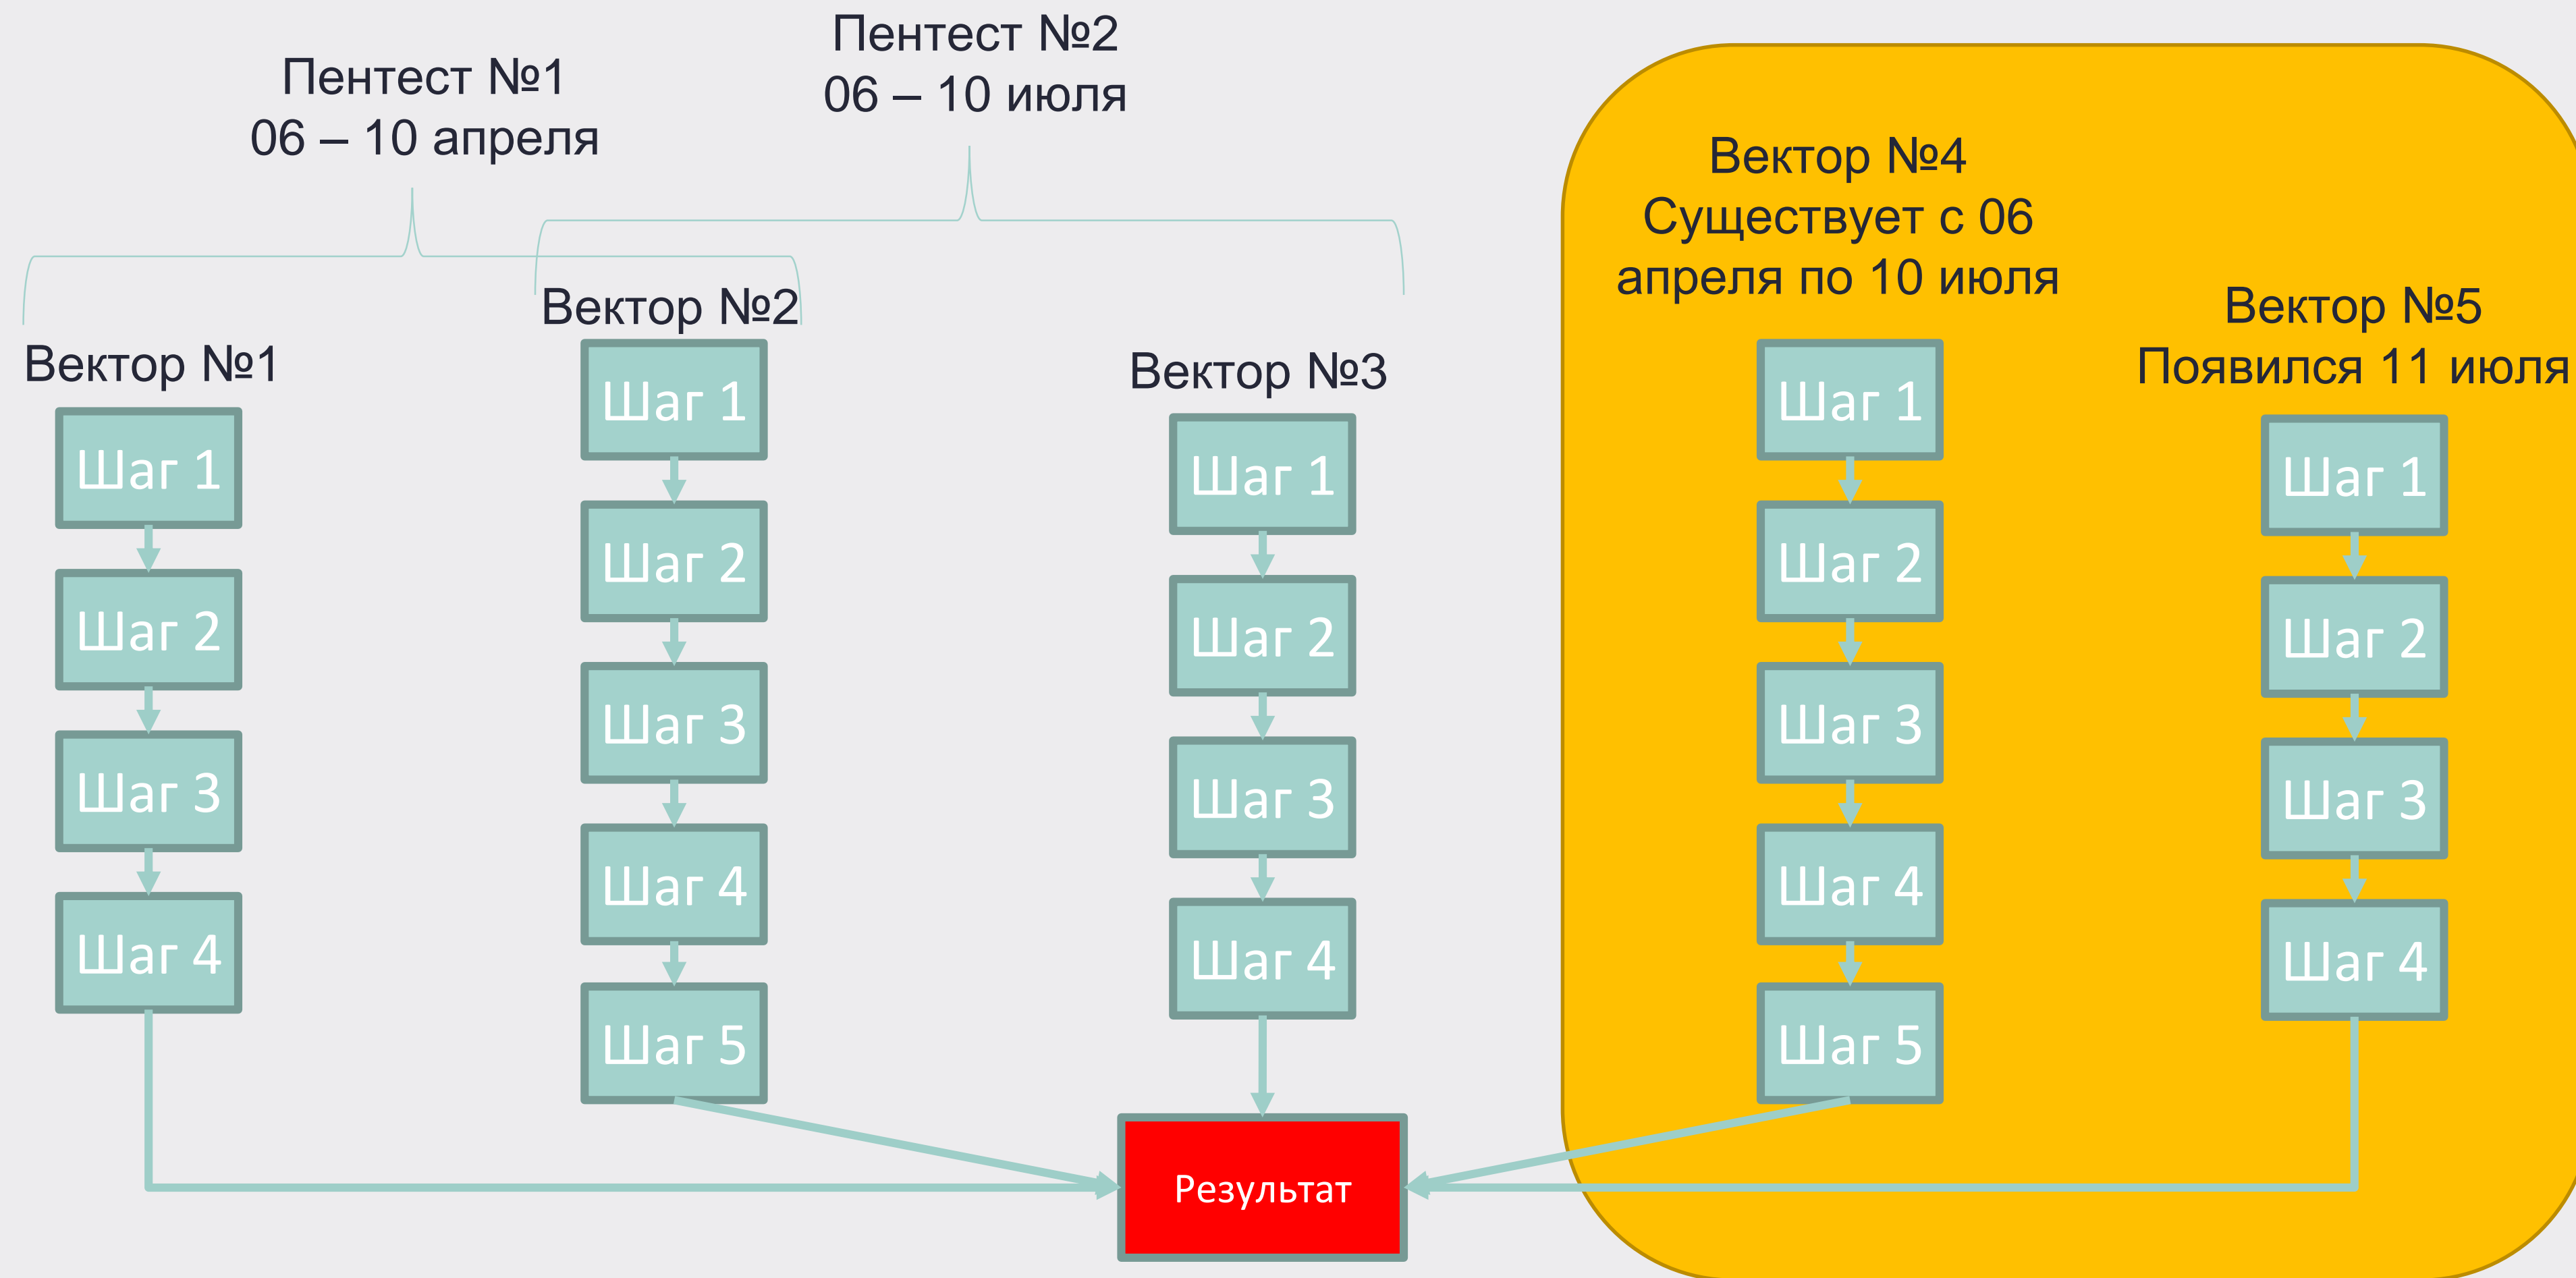 Пентест №1
06 – 10 апреля
Пентест №2
06 – 10 июля
Вектор №1
Шаг 1
Шаг 2
Шаг 3
Шаг 4
Вектор №2
Шаг 1
Шаг 2
Шаг 3
Шаг 4
Шаг 5
Вектор №3
Шаг 1
Шаг 2
Шаг 3
Шаг 4
Вектор №4
Существует с 06
апреля по 10 июля
Шаг 1
Шаг 2
Шаг 3
Шаг 4
Шаг 5
Вектор №5
Появился 11 июля
Шаг 1
Шаг 2
Шаг 3
Шаг 4
Результат